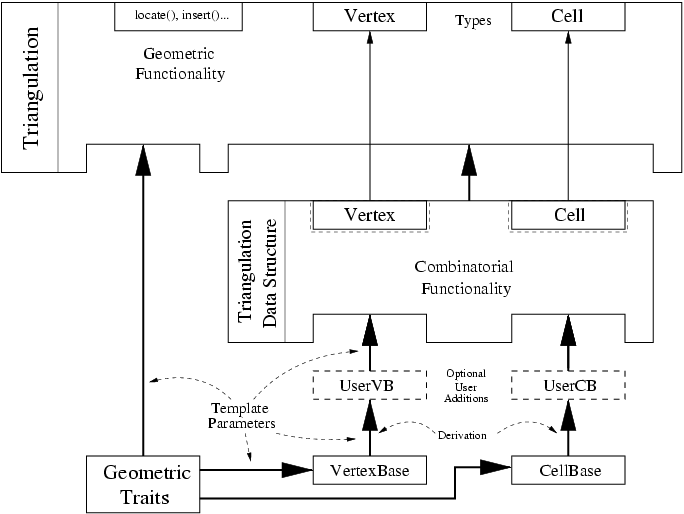 locate(), insert()...
Vertex
Types
Cell
Geometric
Functionality
Triangulation
Vertex
Cell
Triangulation
Data Structure
Combinatorial
Functionality
UserVB
Optional
User
Additions
UserCB
Template
Parameters
Derivation
Geometric
Traits
VertexBase
CellBase